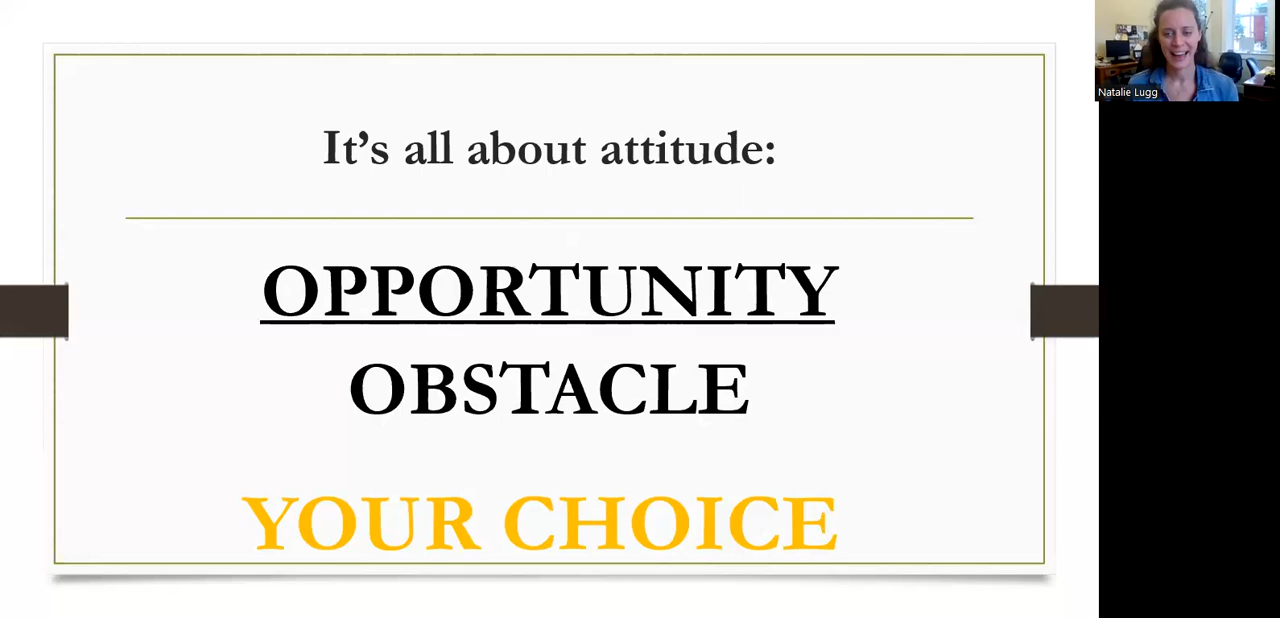 It’s all about attitude:
OPPORTUNITY
OBSTACLE
YOUR CHOICE
Natalie Lugg